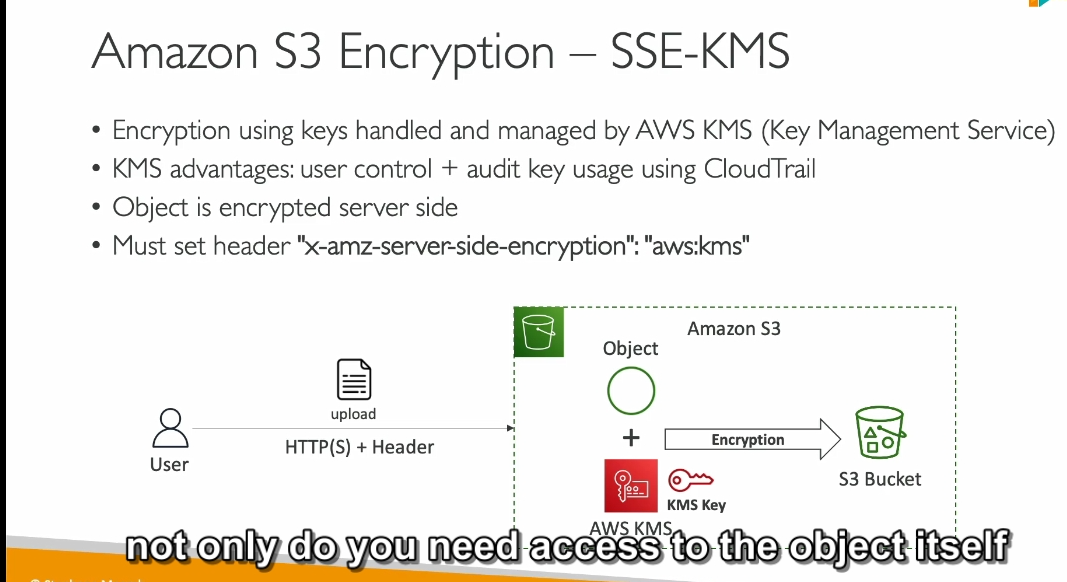 Amazon S3 Encryption – SSE-KMS
• Encryption using keys handled and managed by AWS KMS (Key Management Service)
• KMS advantages: user control + audit key usage using CloudTrail
• Object is encrypted server side
• Must set header "x-amz-server-side-encryption": "aws:kms"
Amazon S3
Object
upload
+
Encryption
HTTP(S) + Header
User
S3 Bucket
KMS Key
AWS KMS
not only do you need access to the object itself